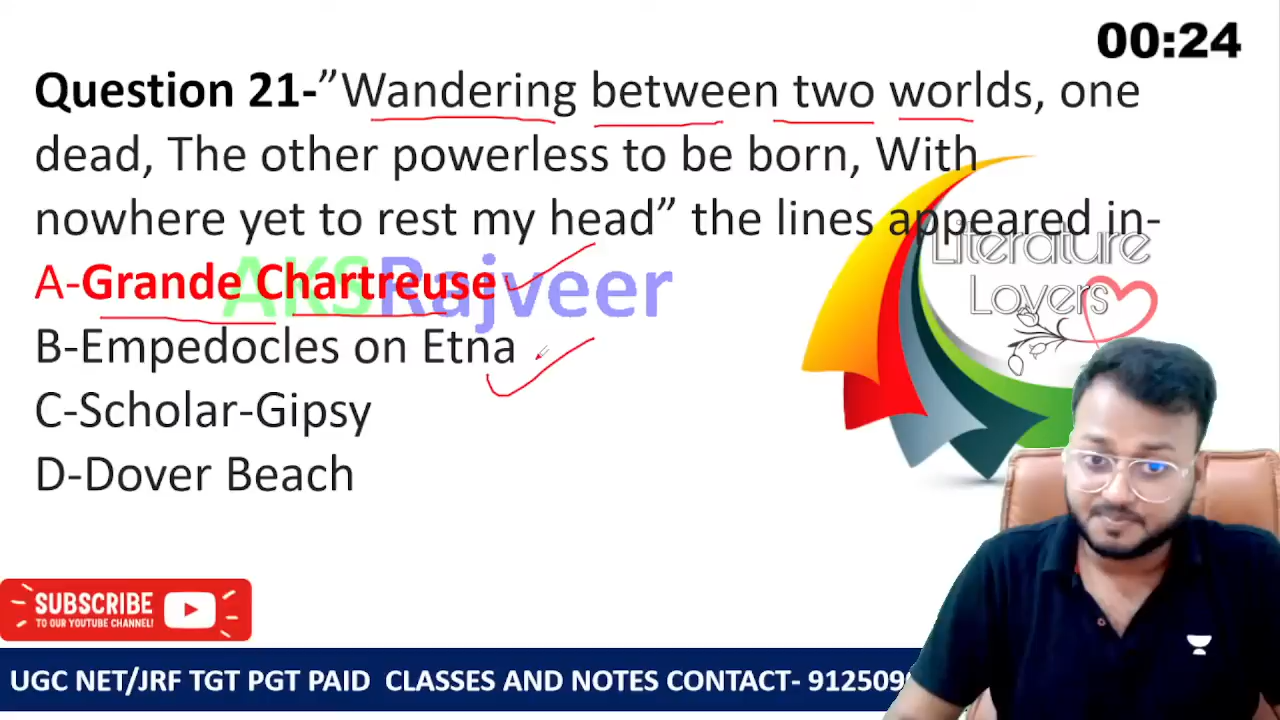 00:24
Question 21-”Wandering between two worlds, one
dead, The other powerless to be born, With
nowhere yet to rest my head” the lines appeared in-
A-Grande Chartreuse
AKSRajveer
B-Empedocles on Etna
C-Scholar-Gipsy
D-Dover Beach
Literature
Lovers
SUBSCRIBE
TO OUR YOUTUBE CHANNEL!
UGC NET/JRF TGT PGT PAID CLASSES AND NOTES CONTACT- 91250